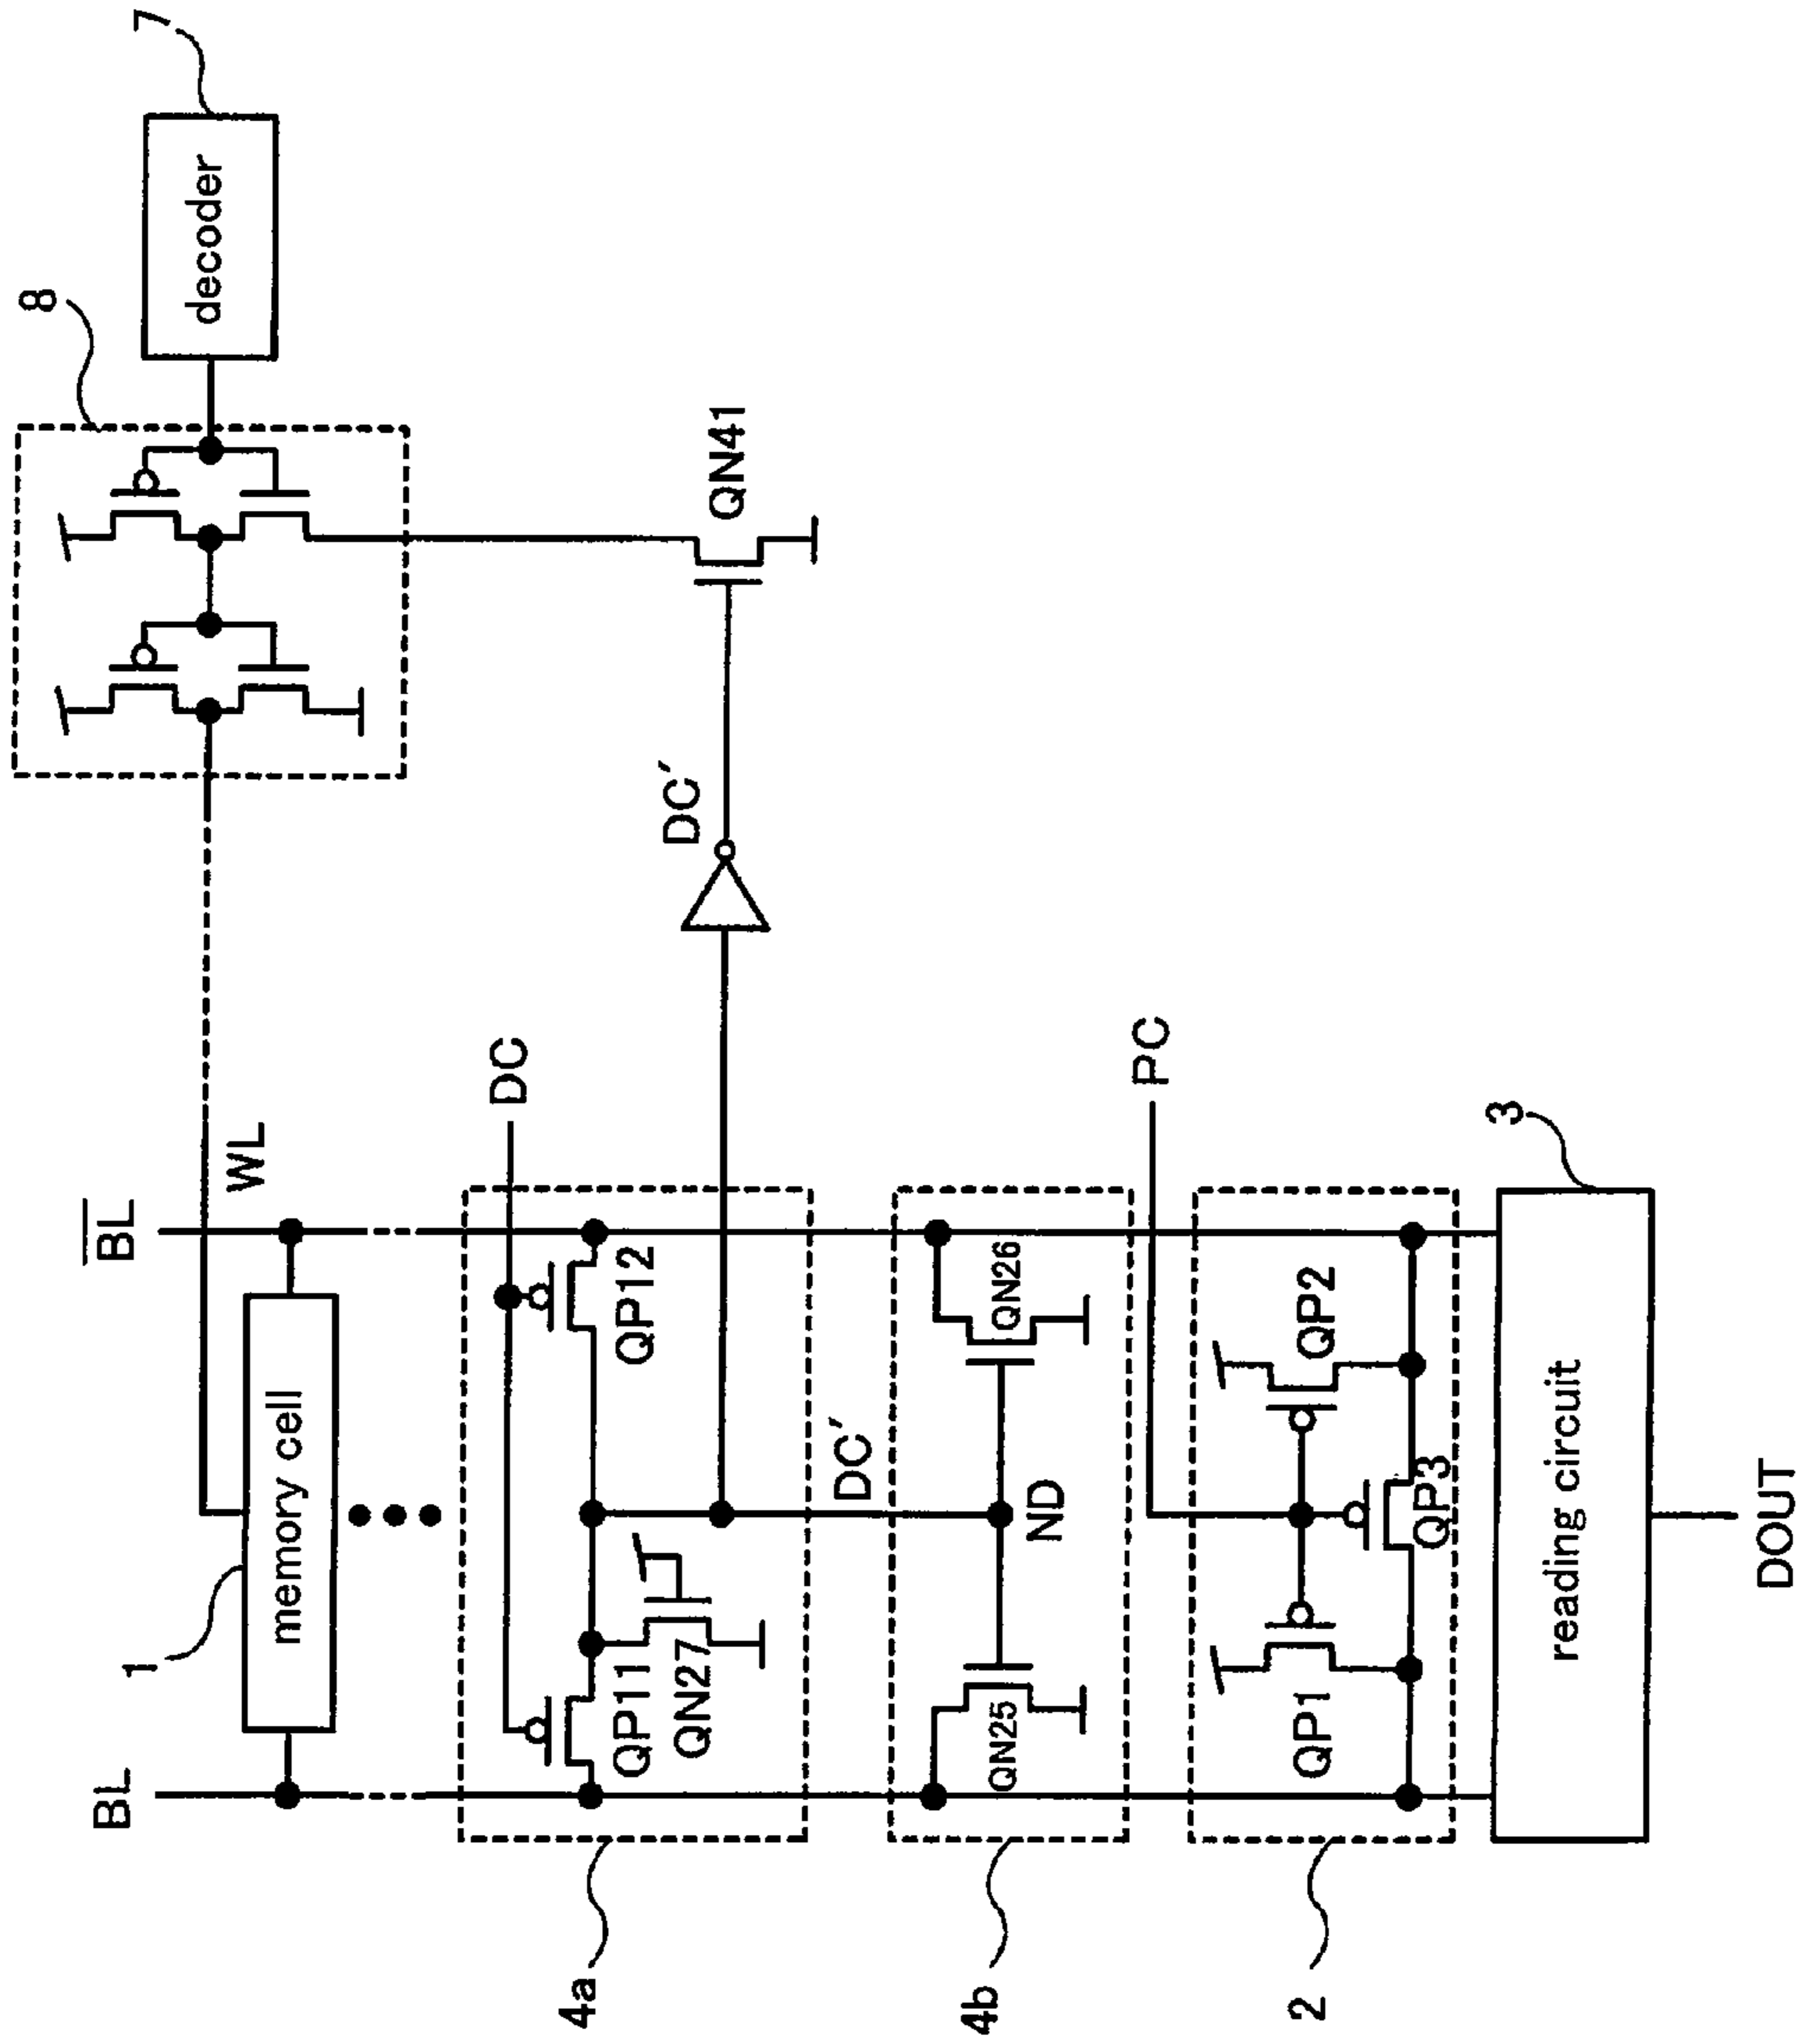 7
decoder
8
QN41
DC′
DC
PC
3
WL
BL
QP12
QN26
QP2
memory cell
1
DC′
ND
QP3
reading circuit
DOUT
QP11
QN27
QN25
QP1
BL
4a
4b
2